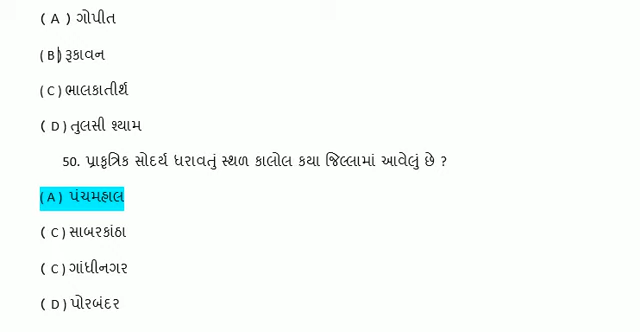 ( A ) ગોપીત
( B ) રૂકાવન
( C ) ભાલકાતીર્થ
( D ) તુલસી શ્યામ
50. પ્રાકૃત્રિક સોદર્ય ધરાવતું સ્થળ કાલોલ કયા જિલ્લામાં આવેલું છે ?
( A ) પંચમહાલ
( C ) સાબરકાંઠા
( C ) ગાંધીનગર
( D ) પોરબંદર